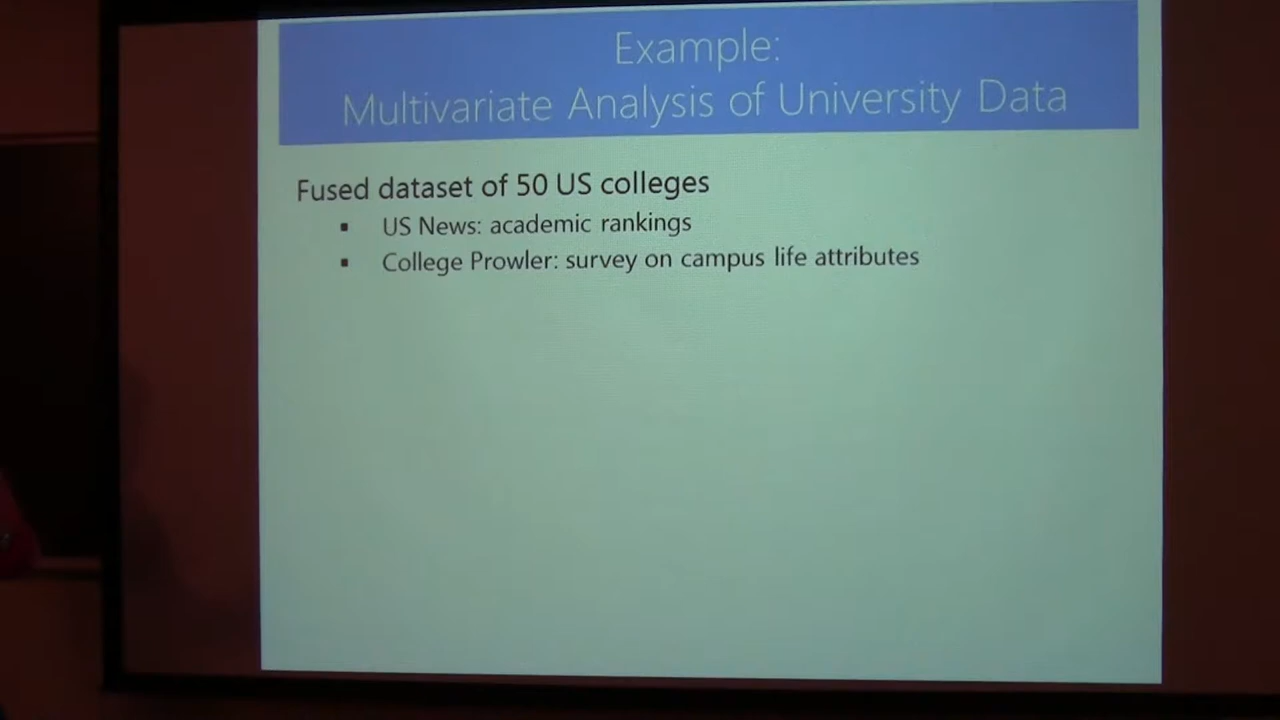 Example:
Multivariate Analysis of University Data
Fused dataset of 50 US colleges
▪ US News: academic rankings
▪ College Prowler: survey on campus life attributes